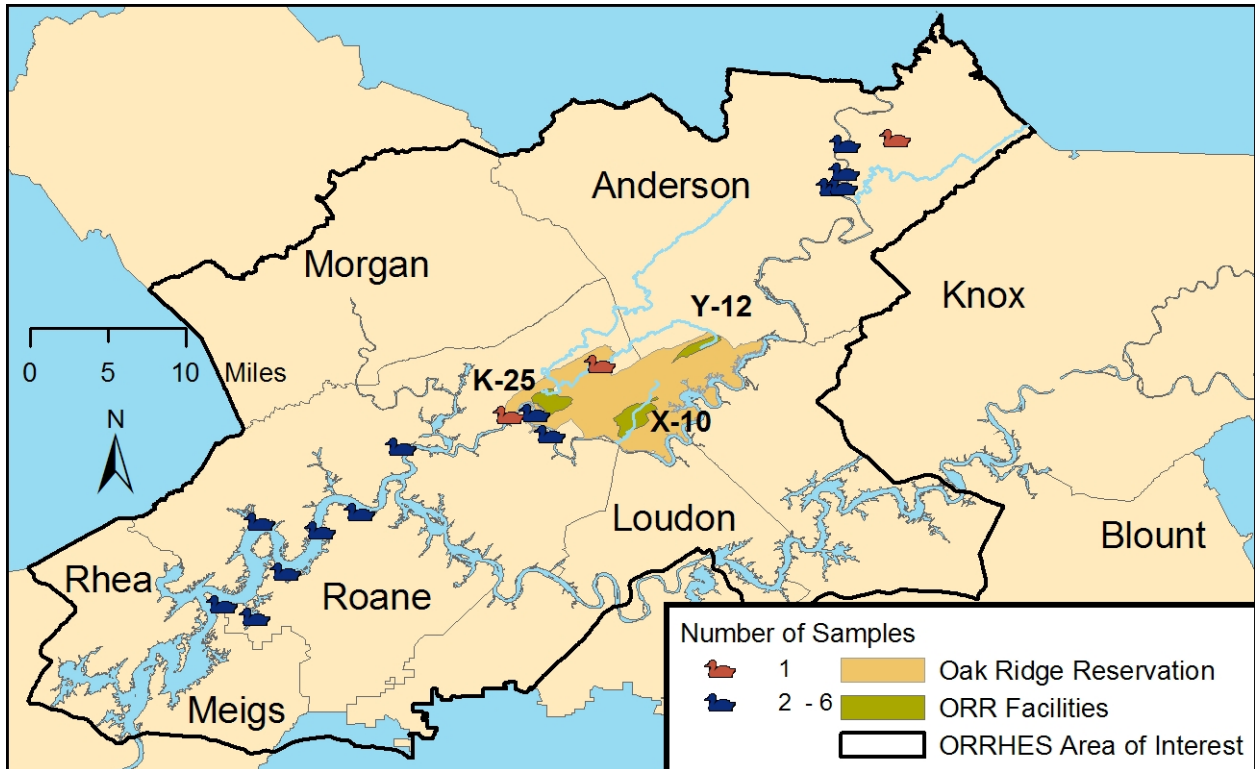 Anderson
Morgan
Knox
Y-12
0 5 10 Miles
K-25
N
X-10
Loudon
Blount
Rhea
Roane
Meigs
Number of Samples
1 Oak Ridge Reservation
2 - 6 ORR Facilities
ORRHES Area of Interest